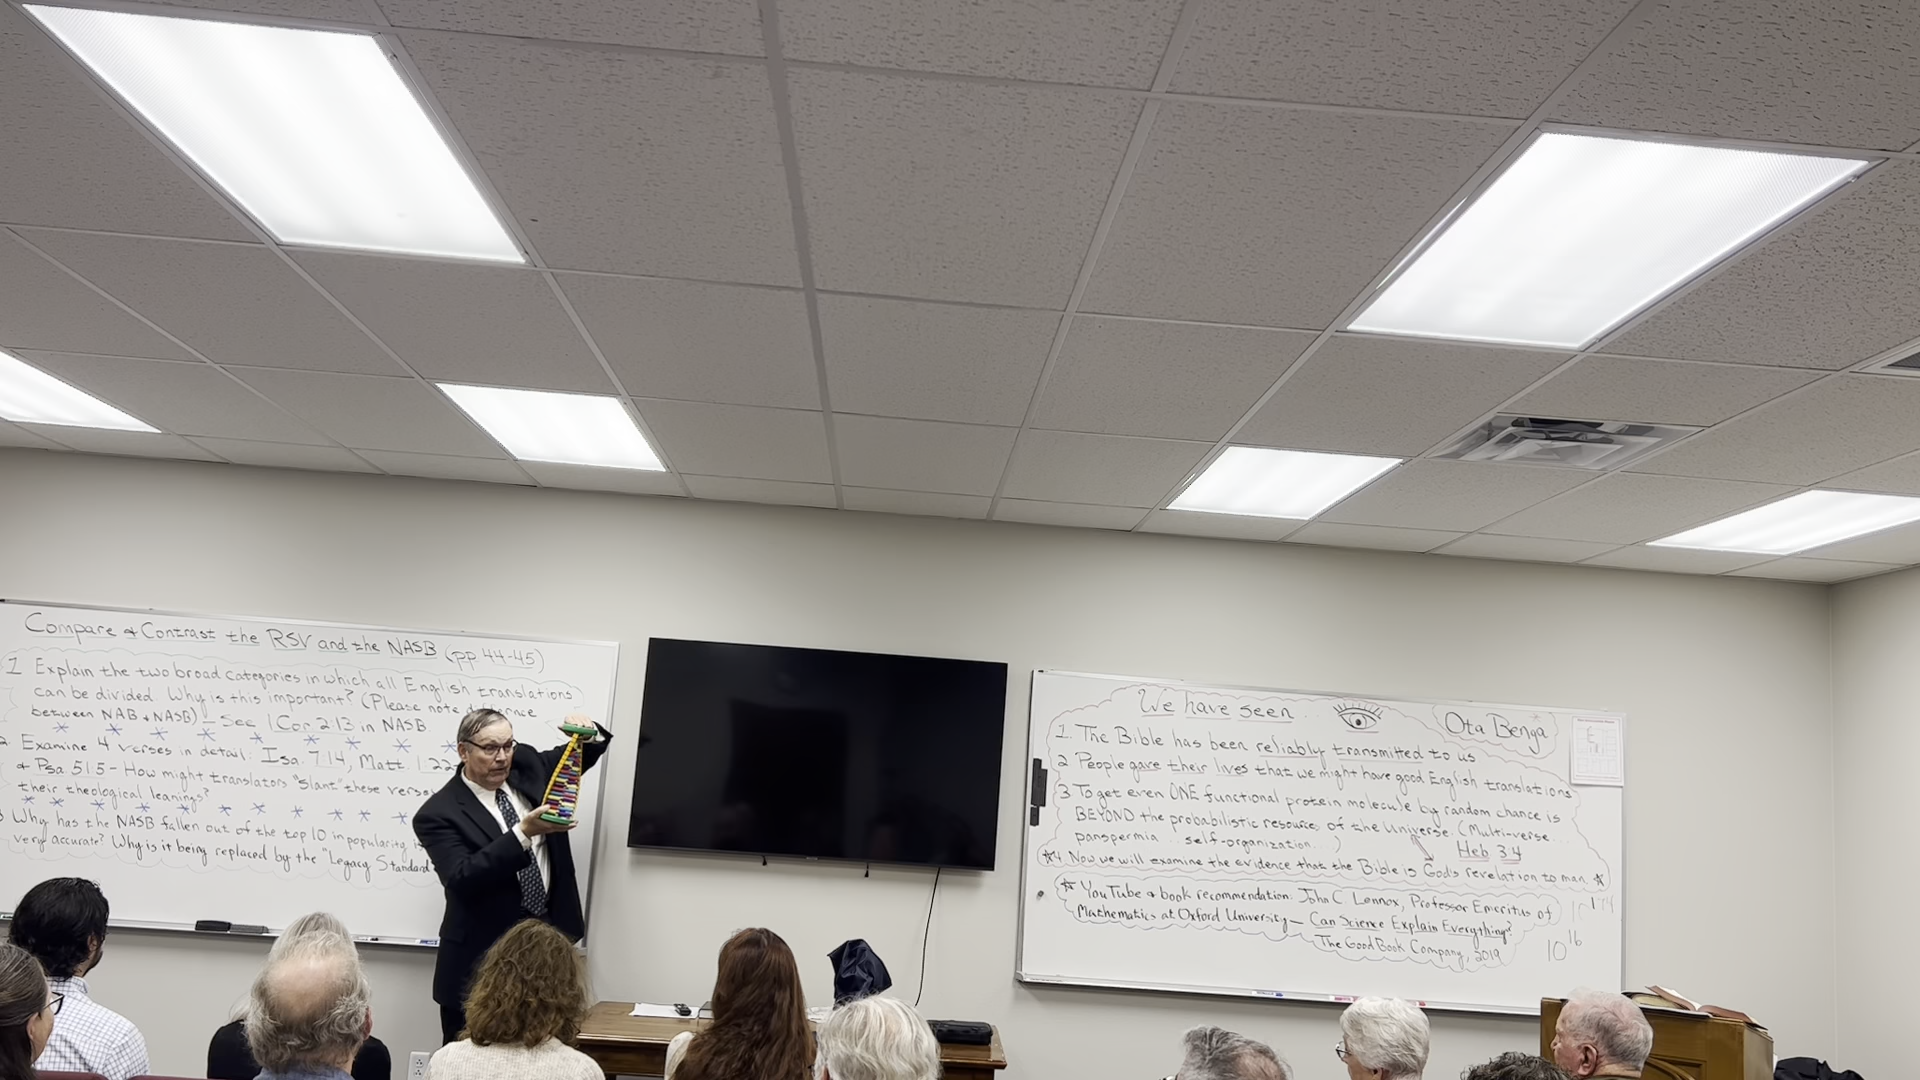 Compare & Contrast the RSV and the NASB (pp 44-45)
1 Explain the two broad categories in which all English translations
can be divided. Why is this important? (Please note difference
between NAB & NASB) – See 1 Cor 2:13 in NASB.
2. Examine 4 verses in detail: Isa. 7:14, Matt. 1:22
& Psa 51:5 – How might translators "slant" these verses
their theological leanings?
3 Why has the NASB fallen out of the top 10 in popularity
very accurate? Why is it being replaced by the "Legacy Standard
We have seen...
Ota Benga
1. The Bible has been reliably transmitted to us
2 People gave their lives that we might have good English translations
3 To get even ONE functional protein molecule by random chance is
BEYOND the probabilistic resources of the Universe. (Multi-verse...
panspermia...self-organization...)
Heb 3:4
4. Now we will examine the evidence that the Bible is God's revelation to man.
YouTube & book recommendation: John C. Lennox, Professor Emeritus of
Mathematics at Oxford University — Can Science Explain Everything?
The Good Book Company, 2019
10 16